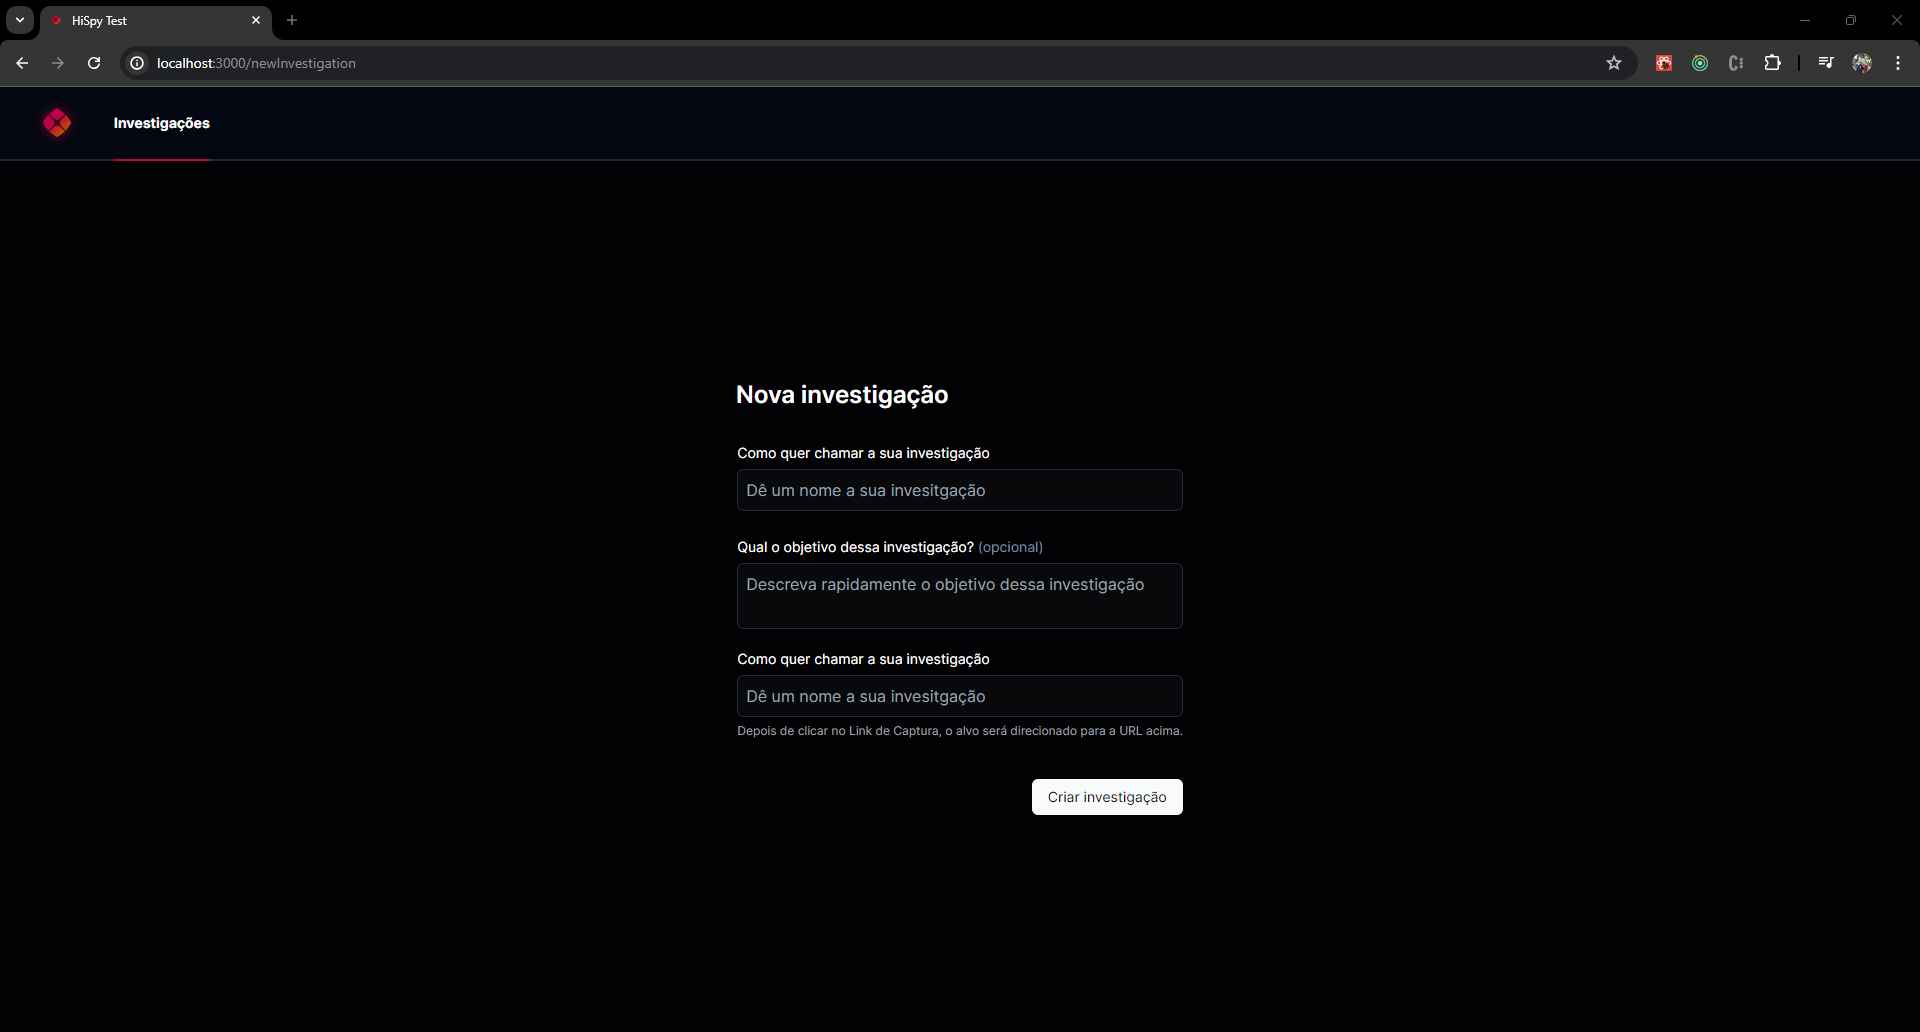 HiSpy Test
localhost:3000/newInvestigation
Investigações
Nova investigação
Como quer chamar a sua investigação
Dê um nome a sua invesitgação
Qual o objetivo dessa investigação? (opcional)
Descreva rapidamente o objetivo dessa investigação
Como quer chamar a sua investigação
Dê um nome a sua invesitgação
Depois de clicar no Link de Captura, o alvo será direcionado para a URL acima.
Criar investigação